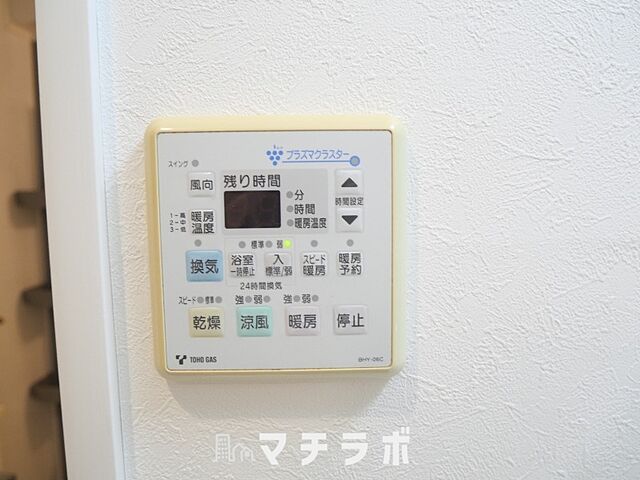 プラズマクラスター
スイング
風向
残り時間
分
時間
暖房温度
時間設定
1-高
2-中
3-低
暖房
温度
標準 弱
換気
浴室
一時停止
入
標準/弱
スピード
暖房
暖房
予約
24時間換気
スピード 標準
強 弱
強 弱
乾燥
涼風
暖房
停止
TOHO GAS
BHY-06C
マチラボ